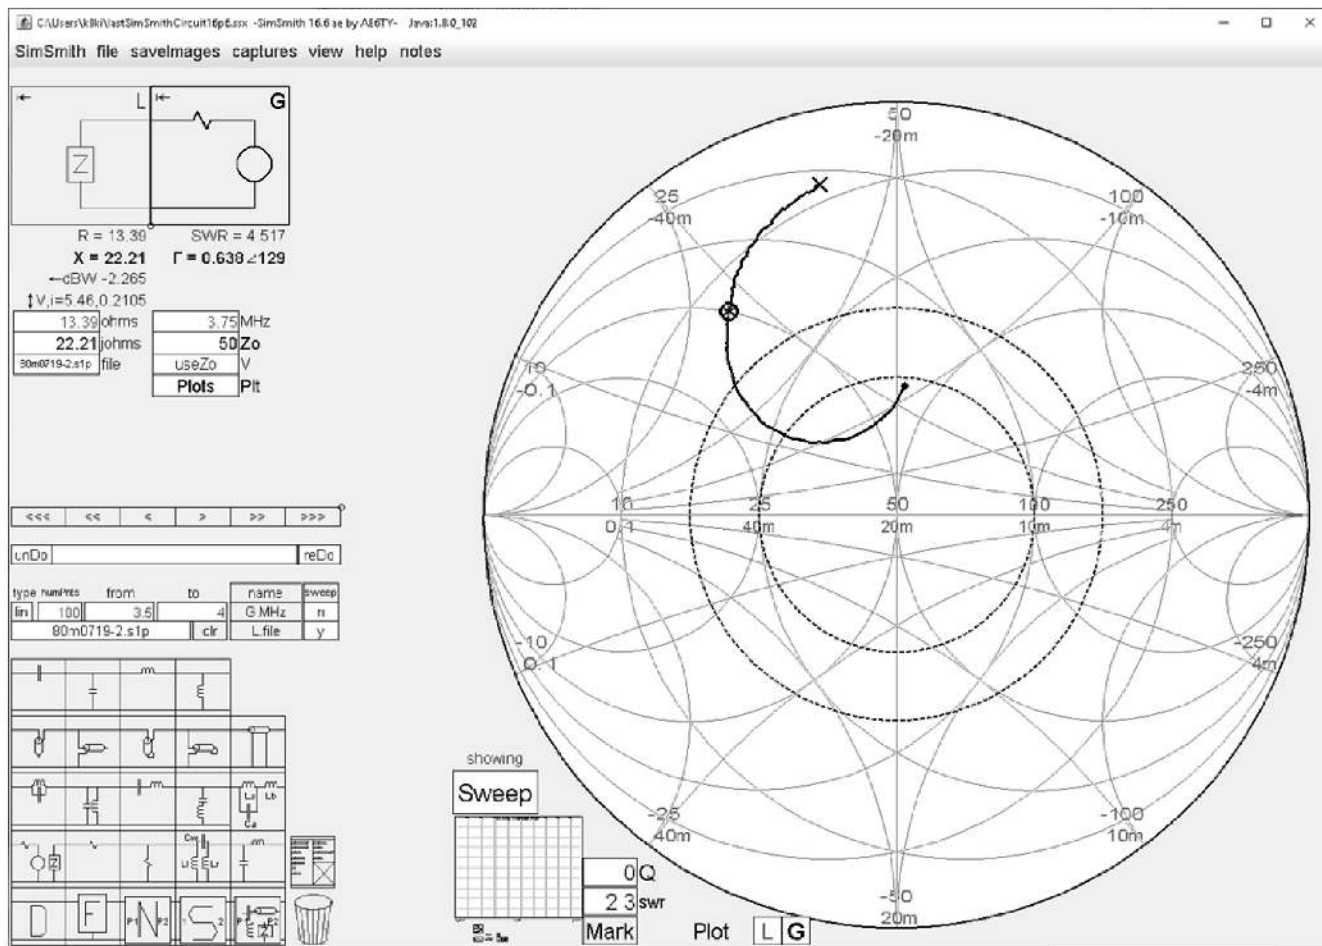 C:\Users\k8ki\lastSimSmithCircuit16p6.ssx -SimSmith 16.6 ae by AE6TY- Java:1.8.0_102
SimSmith file saveImages captures view help notes
L G
Z
R = 13.39 SWR = 4.517
X = 22.21 Γ = 0.638∠129
←dBW -2.265
↕V,i=5.46,0.2105
13.39 ohms 3.75 MHz
22.21 johms 50 Zo
80m0719-2.s1p file useZo V
Plots Plt
<<< << < > >> >>>
unDo reDo
type numPnts from to name sweep
lin 100 3.5 4 G.MHz n
80m0719-2.s1p clr L.file y
50
-20m
25
-40m
100
-10m
10
-0.1
250
-4m
10 25 50 100 250
0.1 40m 20m 10m 4m
-10
0.1
-250
4m
-25
40m
-100
10m
-50
20m
La Lb
Ca
Z
D F P1 N P2 S 2 P1 P2
showing
Sweep
0 Q
2 3 swr
Mark Plot L G